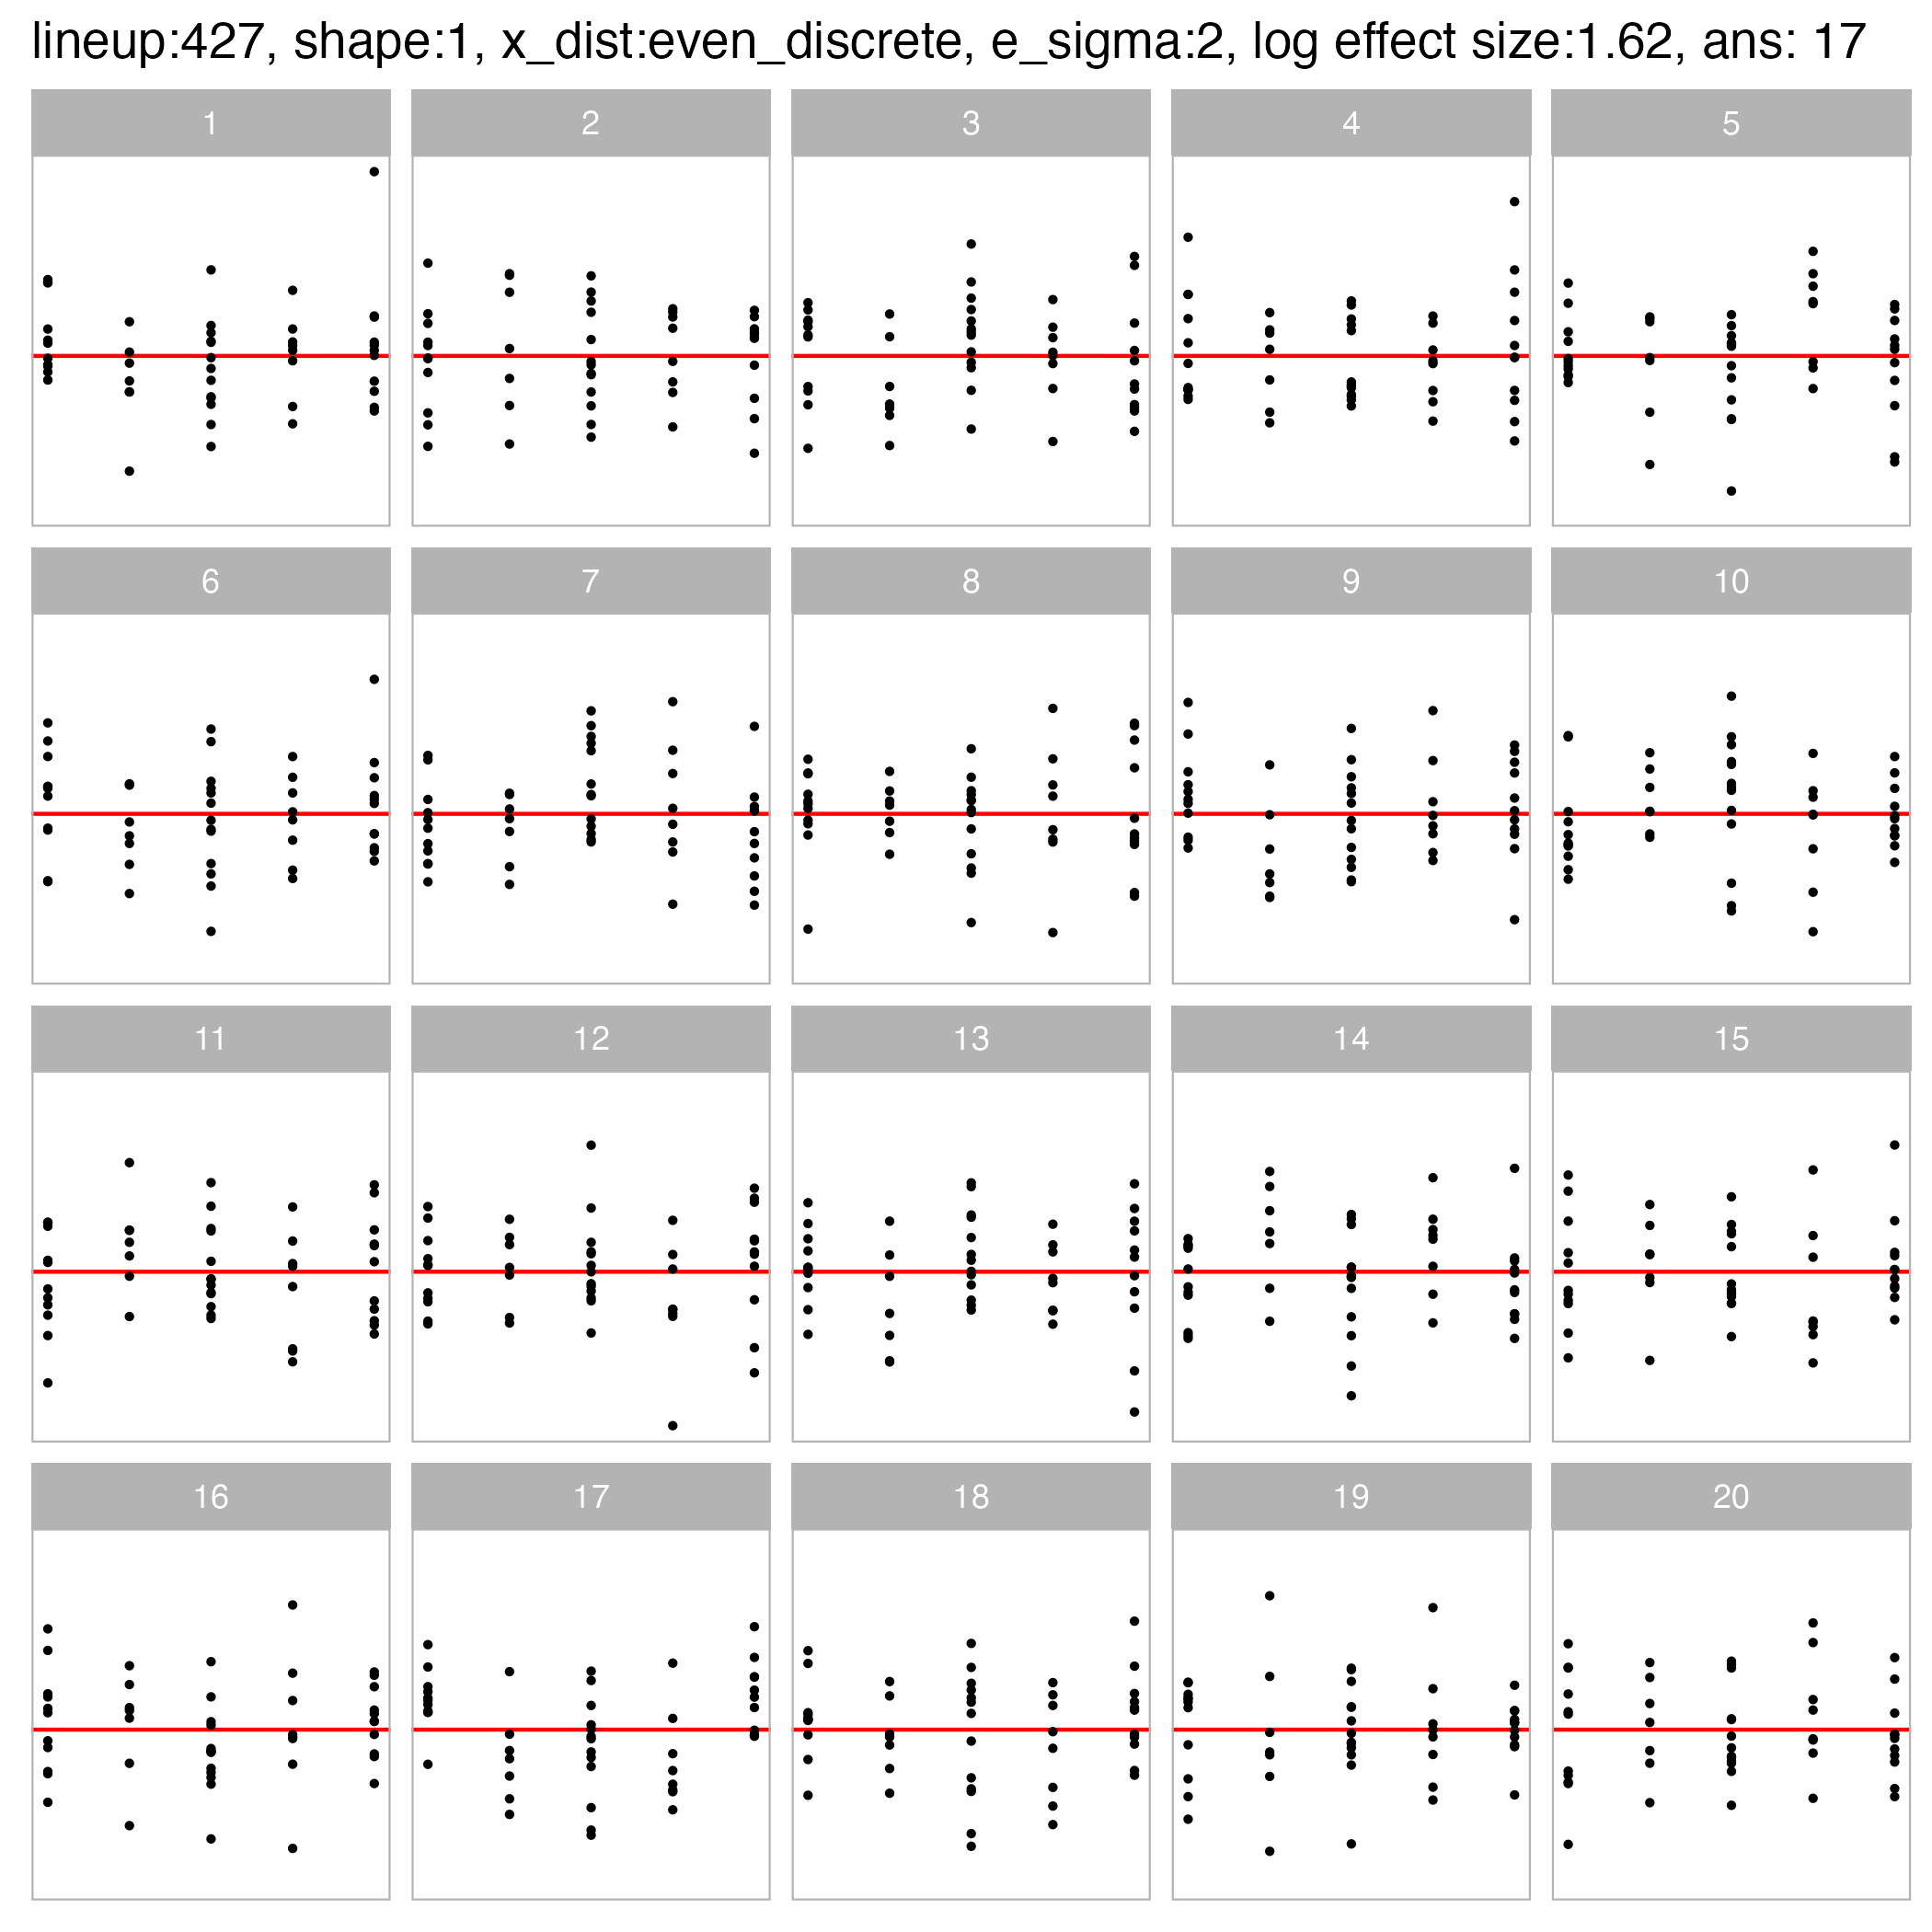 lineup:427, shape:1, x_dist:even_discrete, e_sigma:2, log effect size:1.62, ans: 17
1 2 3 4 5
6 7 8 9 10
11 12 13 14 15
16 17 18 19 20